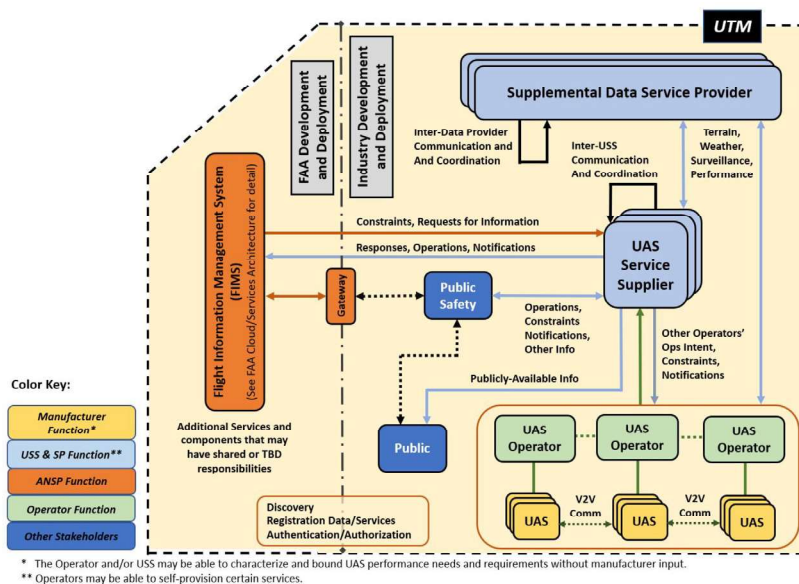 UTM
FAA Development
and Deployment
Industry Development
and Deployment
Supplemental Data Service Provider
Inter-Data Provider
Communication and
And Coordination
Inter-USS
Communication
And Coordination
Terrain,
Weather,
Surveillance,
Performance
Flight Information Management System
(FIMS)
(See FAA Cloud/Services Architecture for detail)
Constraints, Requests for Information
Responses, Operations, Notifications
UAS
Service
Supplier
Gateway
Public
Safety
Operations,
Constraints
Notifications,
Other Info
Other Operators'
Ops Intent,
Constraints,
Notifications
Publicly-Available Info
Public
Additional Services and
components that may
have shared or TBD
responsibilities
Color Key:
Manufacturer
Function*
USS & SP Function**
ANSP Function
Operator Function
Other Stakeholders
UAS
Operator
UAS
Operator
UAS
Operator
V2V
Comm
V2V
Comm
UAS
UAS
UAS
Discovery
Registration Data/Services
Authentication/Authorization
* The Operator and/or USS may be able to characterize and bound UAS performance needs and requirements without manufacturer input.
** Operators may be able to self-provision certain services.